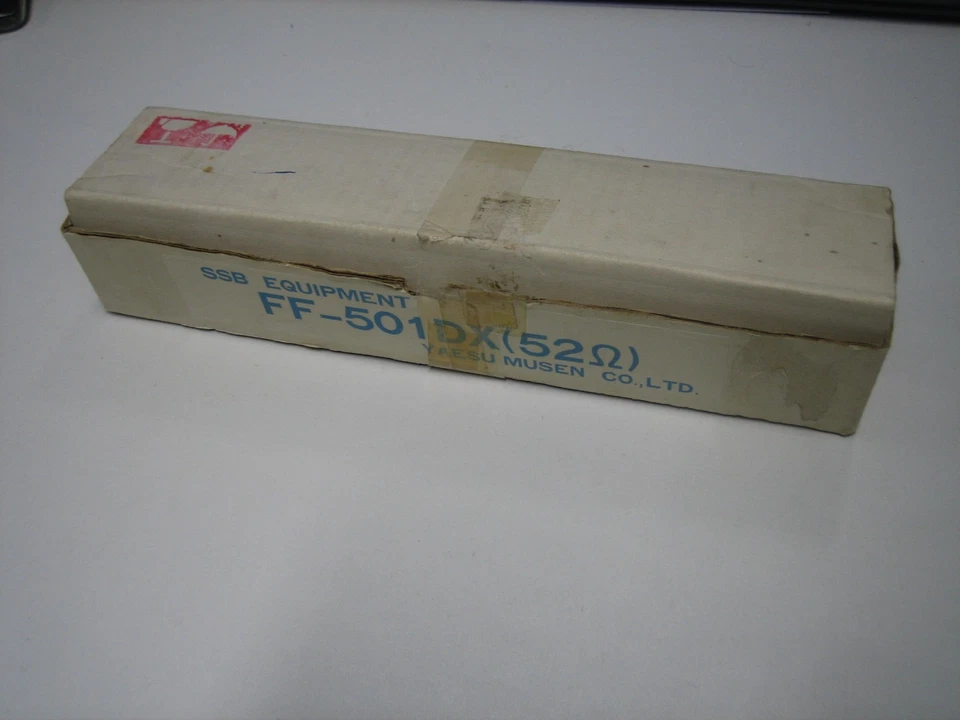 SSB EQUIPMENT
FF-501DX(52Ω)
YAESU MUSEN CO.,LTD.